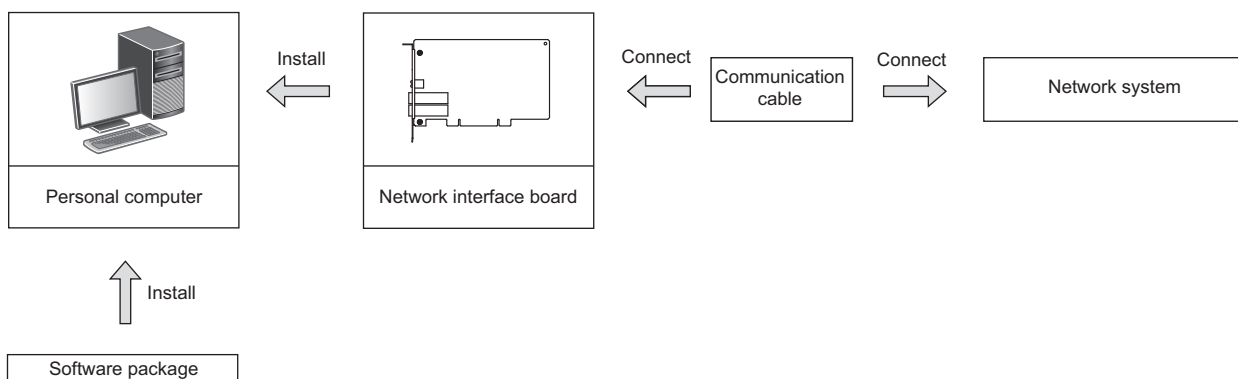 Install
Connect
Communication
cable
Connect
Network system
Personal computer
Network interface board
Install
Software package